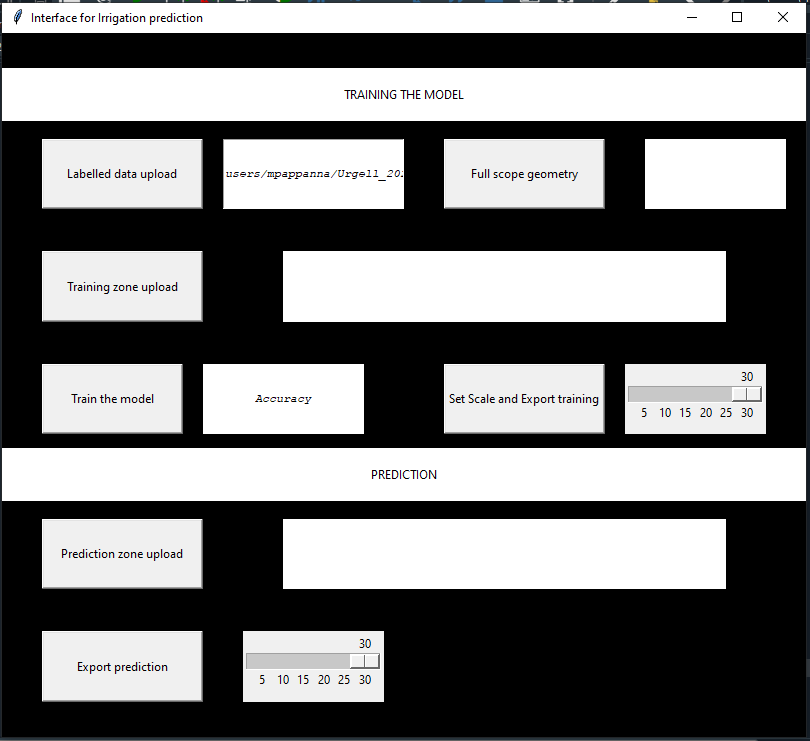 Interface for Irrigation prediction
TRAINING THE MODEL
Labelled data upload
users/mpappanna/Urgell_20
Full scope geometry
Training zone upload
Train the model
Accuracy
Set Scale and Export training
30
5 10 15 20 25 30
PREDICTION
Prediction zone upload
Export prediction
30
5 10 15 20 25 30